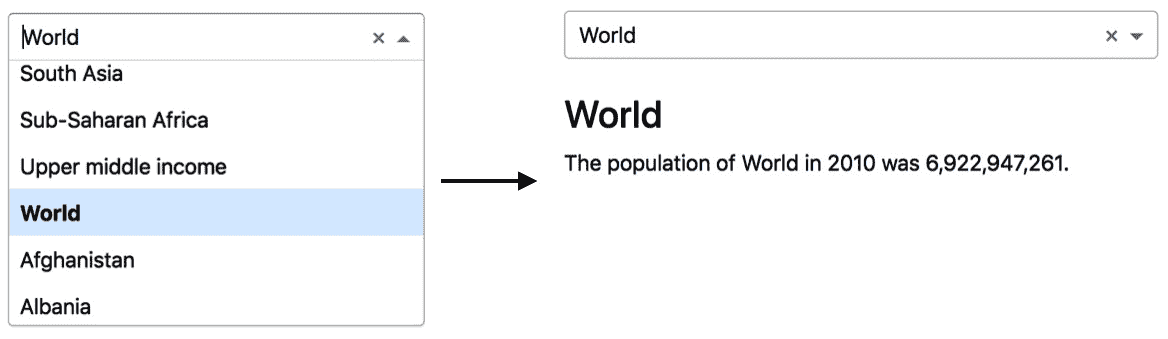 World
South Asia
Sub-Saharan Africa
Upper middle income
World
Afghanistan
Albania
World
World
The population of World in 2010 was 6,922,947,261.